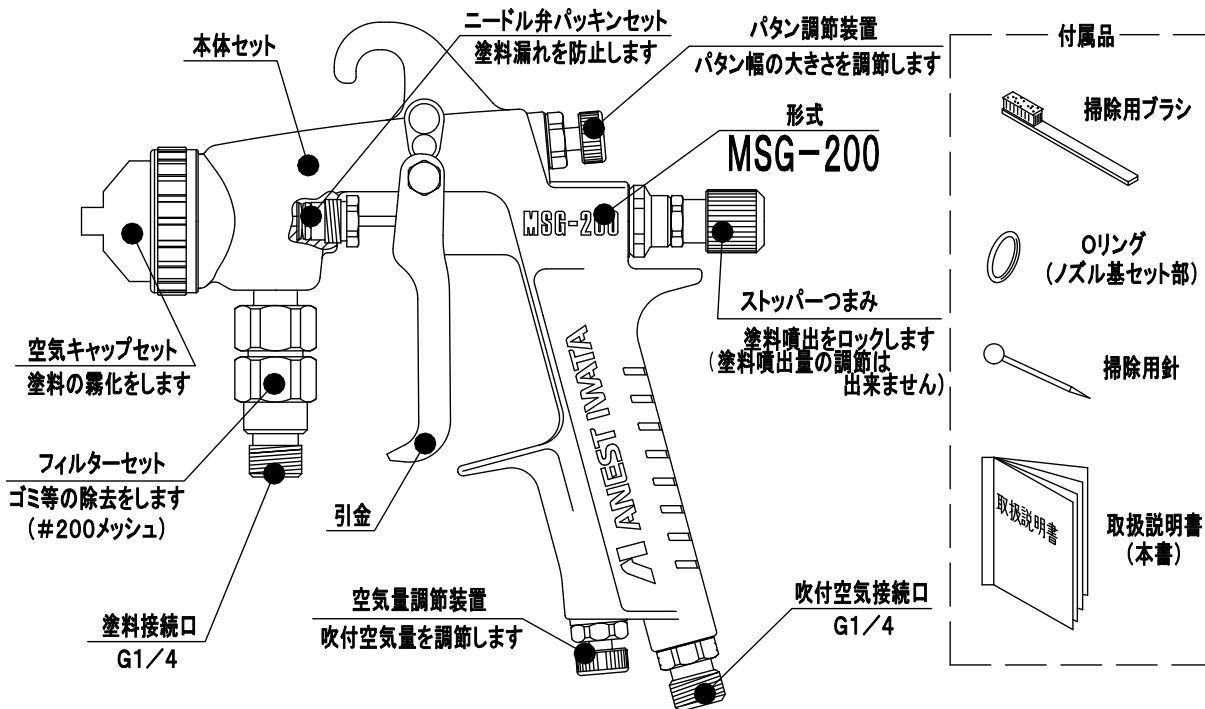 本体セット
ニードル弁パッキンセット
塗料漏れを防止します
パタン調節装置
パタン幅の大きさを調節します
形式
MSG-200
MSG-200
空気キャップセット
塗料の霧化をします
フィルターセット
ゴミ等の除去をします
(#200メッシュ)
塗料接続口
G1/4
引金
ストッパーつまみ
塗料噴出をロックします
(塗料噴出量の調節は
出来ません)
ANEST IWATA
空気量調節装置
吹付空気量を調節します
吹付空気接続口
G1/4
付属品
掃除用ブラシ
Oリング
(ノズル基セット部)
掃除用針
取扱説明書
取扱説明書
(本書)